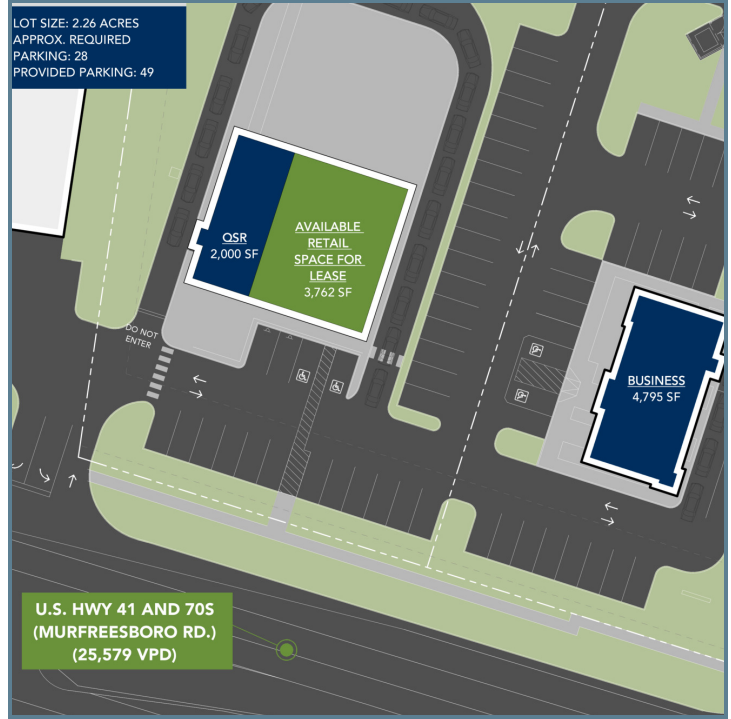 LOT SIZE: 2.26 ACRES
APPROX. REQUIRED
PARKING: 28
PROVIDED PARKING: 49
QSR
2,000 SF
AVAILABLE
RETAIL
SPACE FOR
LEASE
3,762 SF
DO NOT
ENTER
BUSINESS
4,795 SF
U.S. HWY 41 AND 70S
(MURFREESBORO RD.)
(25,579 VPD)